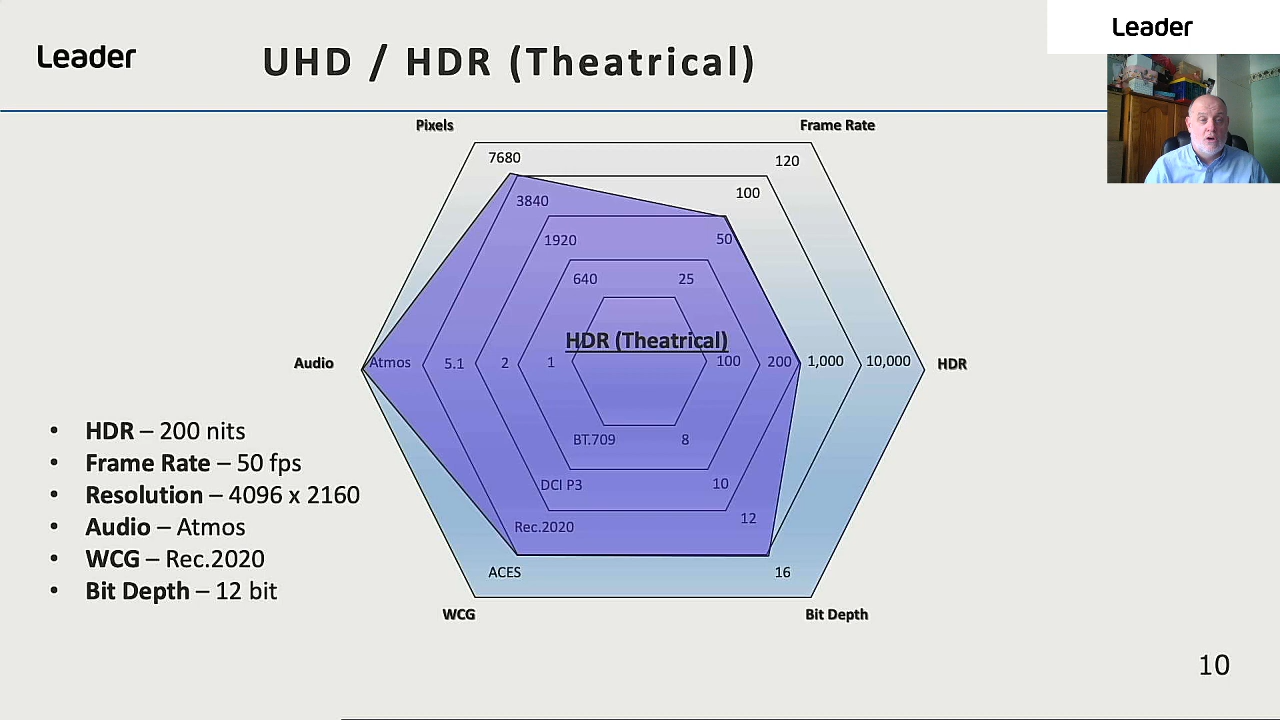 Leader
Leader
UHD / HDR (Theatrical)
Pixels
Frame Rate
7680
120
3840
100
1920
50
640
25
HDR (Theatrical)
Audio
Atmos
5.1
2
1
100
200
1,000
10,000
HDR
BT.709
8
DCI P3
10
Rec.2020
12
ACES
16
WCG
Bit Depth
• HDR – 200 nits
• Frame Rate – 50 fps
• Resolution – 4096 x 2160
• Audio – Atmos
• WCG – Rec.2020
• Bit Depth – 12 bit
10